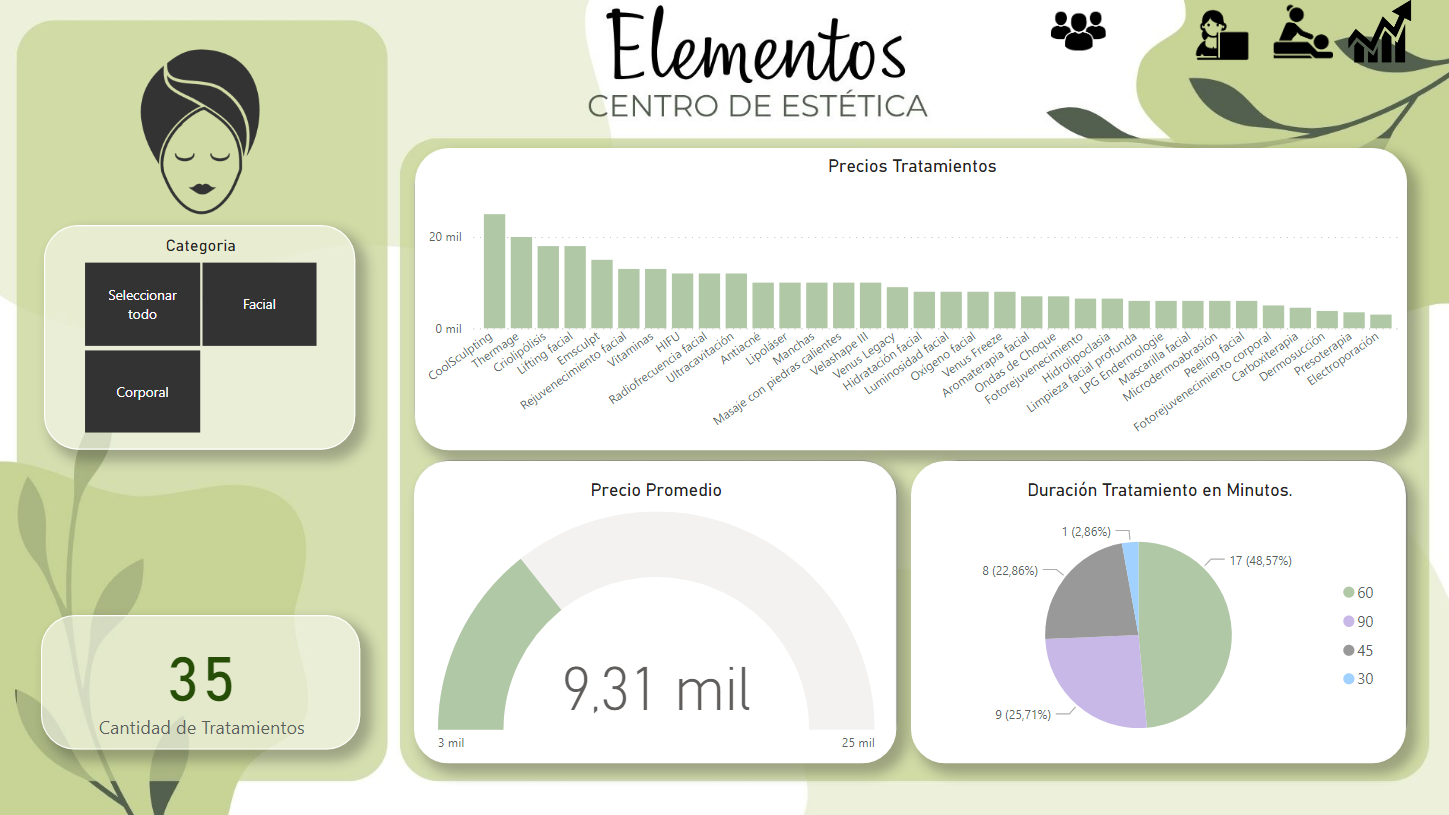 Elementos
CENTRO DE ESTÉTICA
Categoria
Seleccionar
todo
Facial
Corporal
35
Cantidad de Tratamientos
Precios Tratamientos
20 mil
0 mil
CoolSculpting
Thermage
Criolipólisis
Lifting facial
Emsculpt
Rejuvenecimiento facial
Vitaminas
HIFU
Radiofrecuencia facial
Ultracavitación
Antiacné
Lipoláser
Manchas
Masaje con piedras calientes
Velashape III
Venus Legacy
Hidratación facial
Luminosidad facial
Oxígeno facial
Venus Freeze
Aromaterapia facial
Ondas de Choque
Fotorejuvenecimiento
Hidrolipoclasia
Limpieza facial profunda
LPG Endermologie
Mascarilla facial
Microdermoabrasión
Peeling facial
Fotorejuvenecimiento corporal
Carboxiterapia
Dermosucción
Presoterapia
Electroporación
Precio Promedio
9,31 mil
3 mil
25 mil
Duración Tratamiento en Minutos.
1 (2,86%)
17 (48,57%)
8 (22,86%)
9 (25,71%)
60
90
45
30